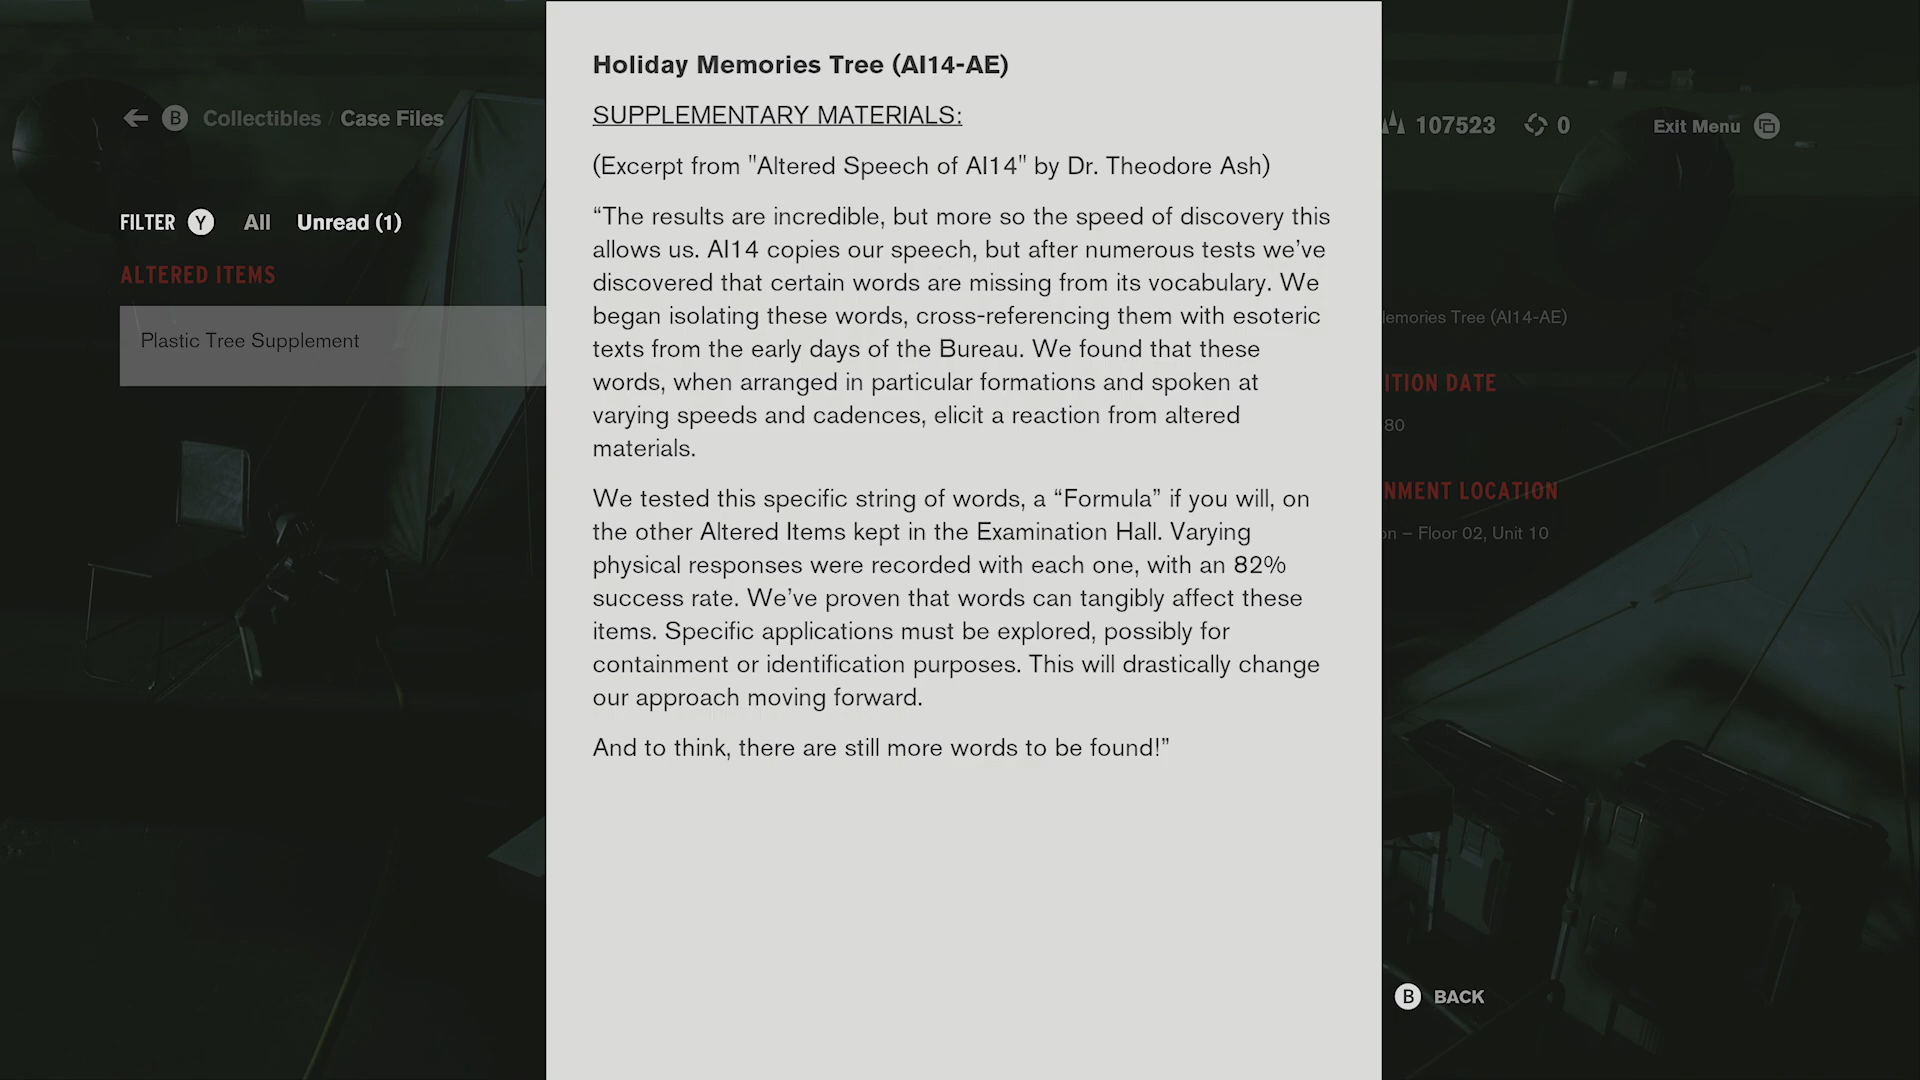 Holiday Memories Tree (AI14-AE)
SUPPLEMENTARY MATERIALS:
(Excerpt from "Altered Speech of AI14" by Dr. Theodore Ash)
“The results are incredible, but more so the speed of discovery this
allows us. AI14 copies our speech, but after numerous tests we’ve
discovered that certain words are missing from its vocabulary. We
began isolating these words, cross-referencing them with esoteric
texts from the early days of the Bureau. We found that these
words, when arranged in particular formations and spoken at
varying speeds and cadences, elicit a reaction from altered
materials.
We tested this specific string of words, a “Formula” if you will, on
the other Altered Items kept in the Examination Hall. Varying
physical responses were recorded with each one, with an 82%
success rate. We’ve proven that words can tangibly affect these
items. Specific applications must be explored, possibly for
containment or identification purposes. This will drastically change
our approach moving forward.
And to think, there are still more words to be found!”
B Collectibles / Case Files
FILTER Y All Unread (1)
ALTERED ITEMS
Plastic Tree Supplement
107523 0 Exit Menu
Tree (AI14-AE)
DATE
80
LOCATION
– Floor 02, Unit 10
B BACK